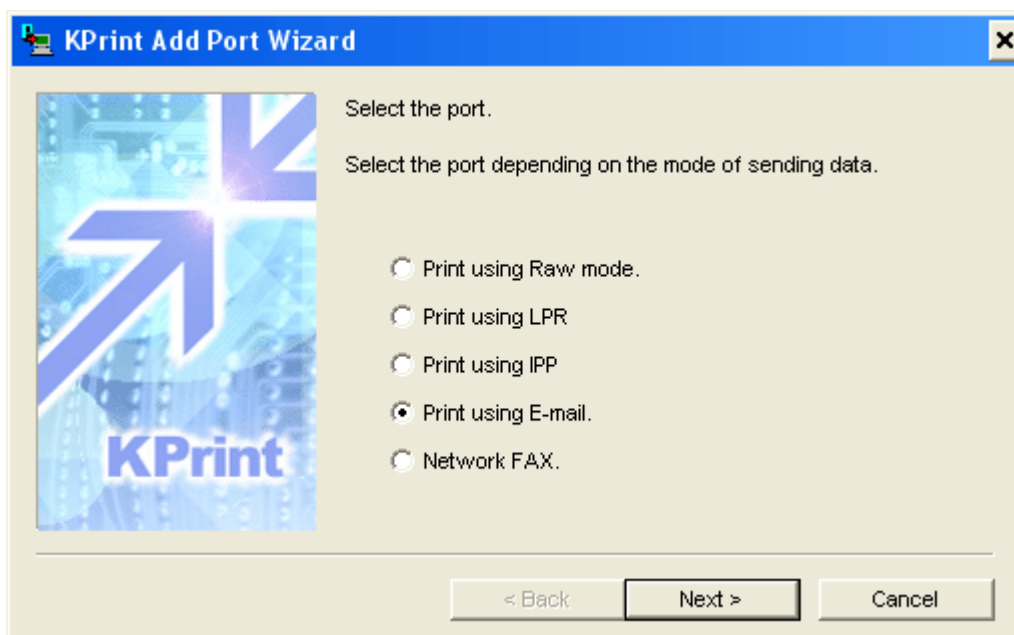 KPrint Add Port Wizard
Select the port.
Select the port depending on the mode of sending data.
Print using Raw mode.
Print using LPR
Print using IPP
Print using E-mail.
Network FAX.
KPrint
< Back
Next >
Cancel